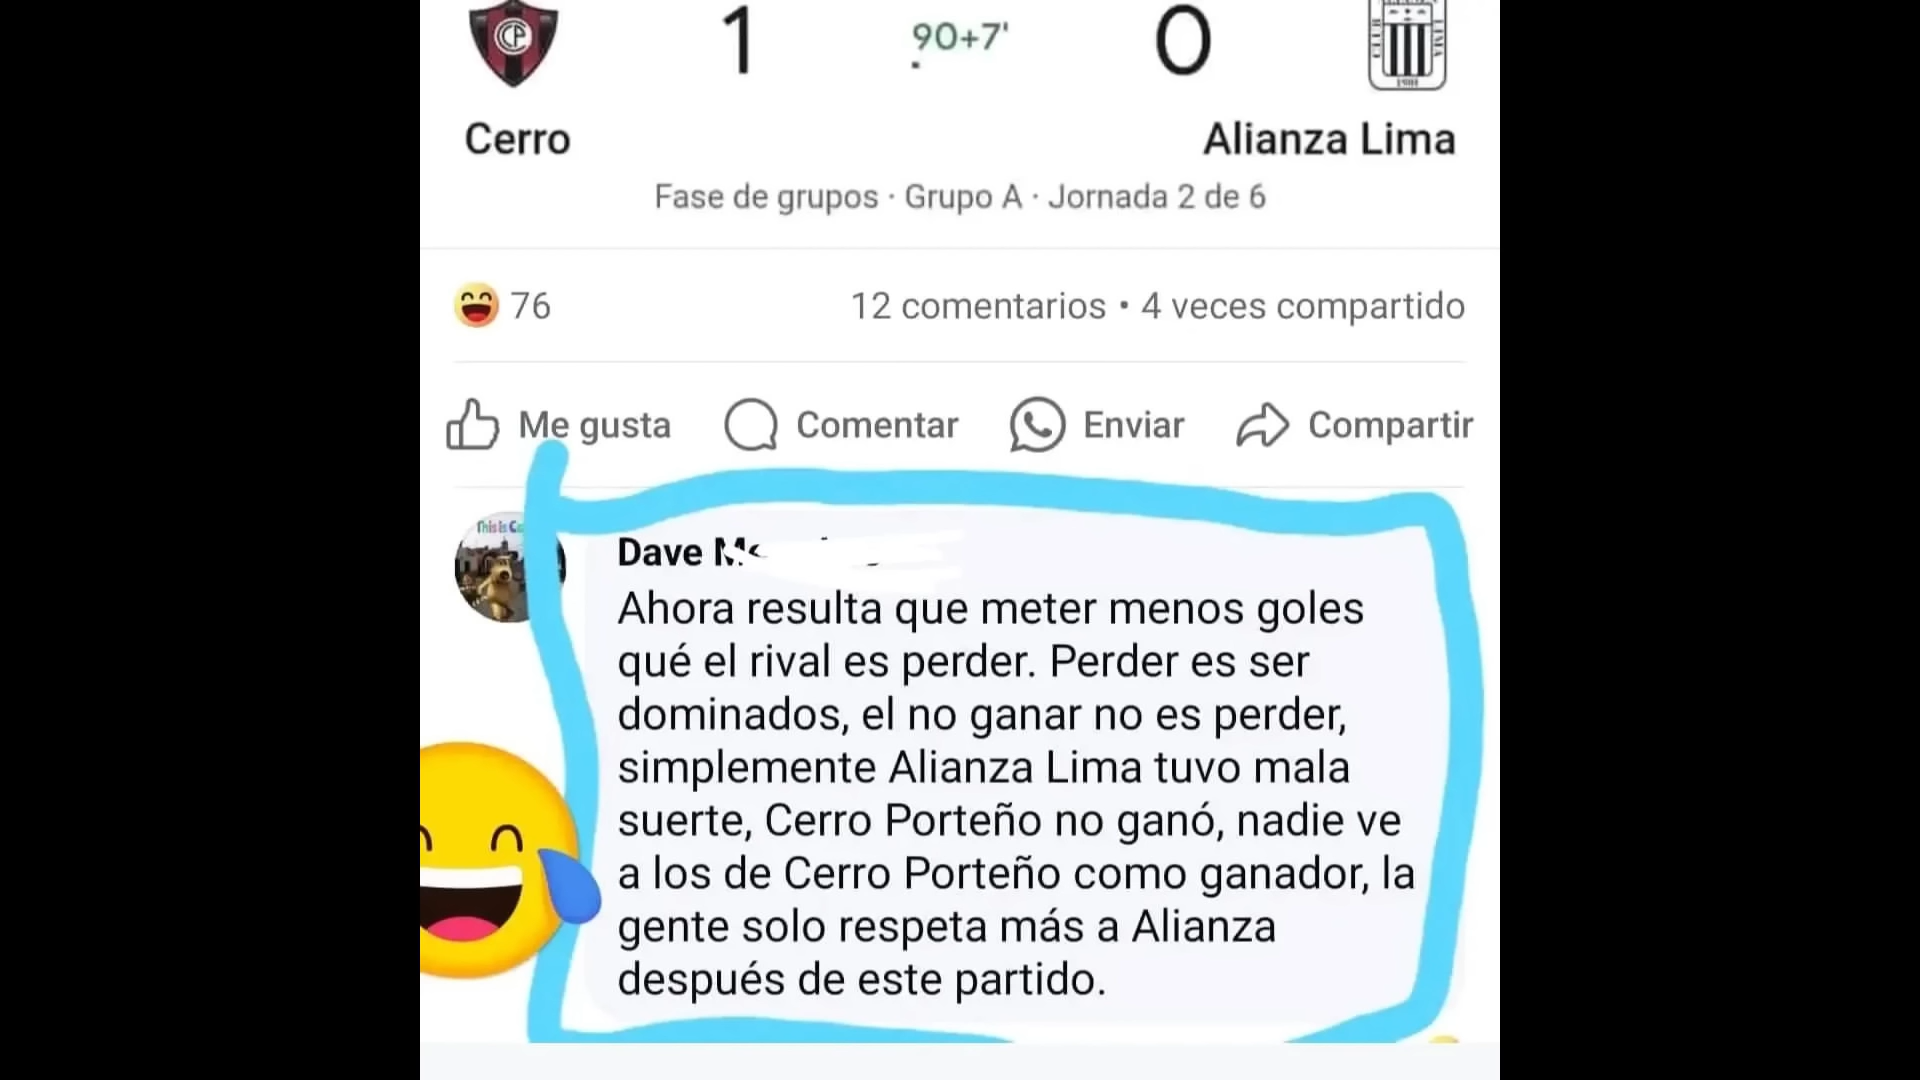 1 90+7' 0
Cerro Alianza Lima
Fase de grupos · Grupo A · Jornada 2 de 6
76 12 comentarios • 4 veces compartido
Me gusta Comentar Enviar Compartir
This is
Dave
Ahora resulta que meter menos goles
qué el rival es perder. Perder es ser
dominados, el no ganar no es perder,
simplemente Alianza Lima tuvo mala
suerte, Cerro Porteño no ganó, nadie ve
a los de Cerro Porteño como ganador, la
gente solo respeta más a Alianza
después de este partido.